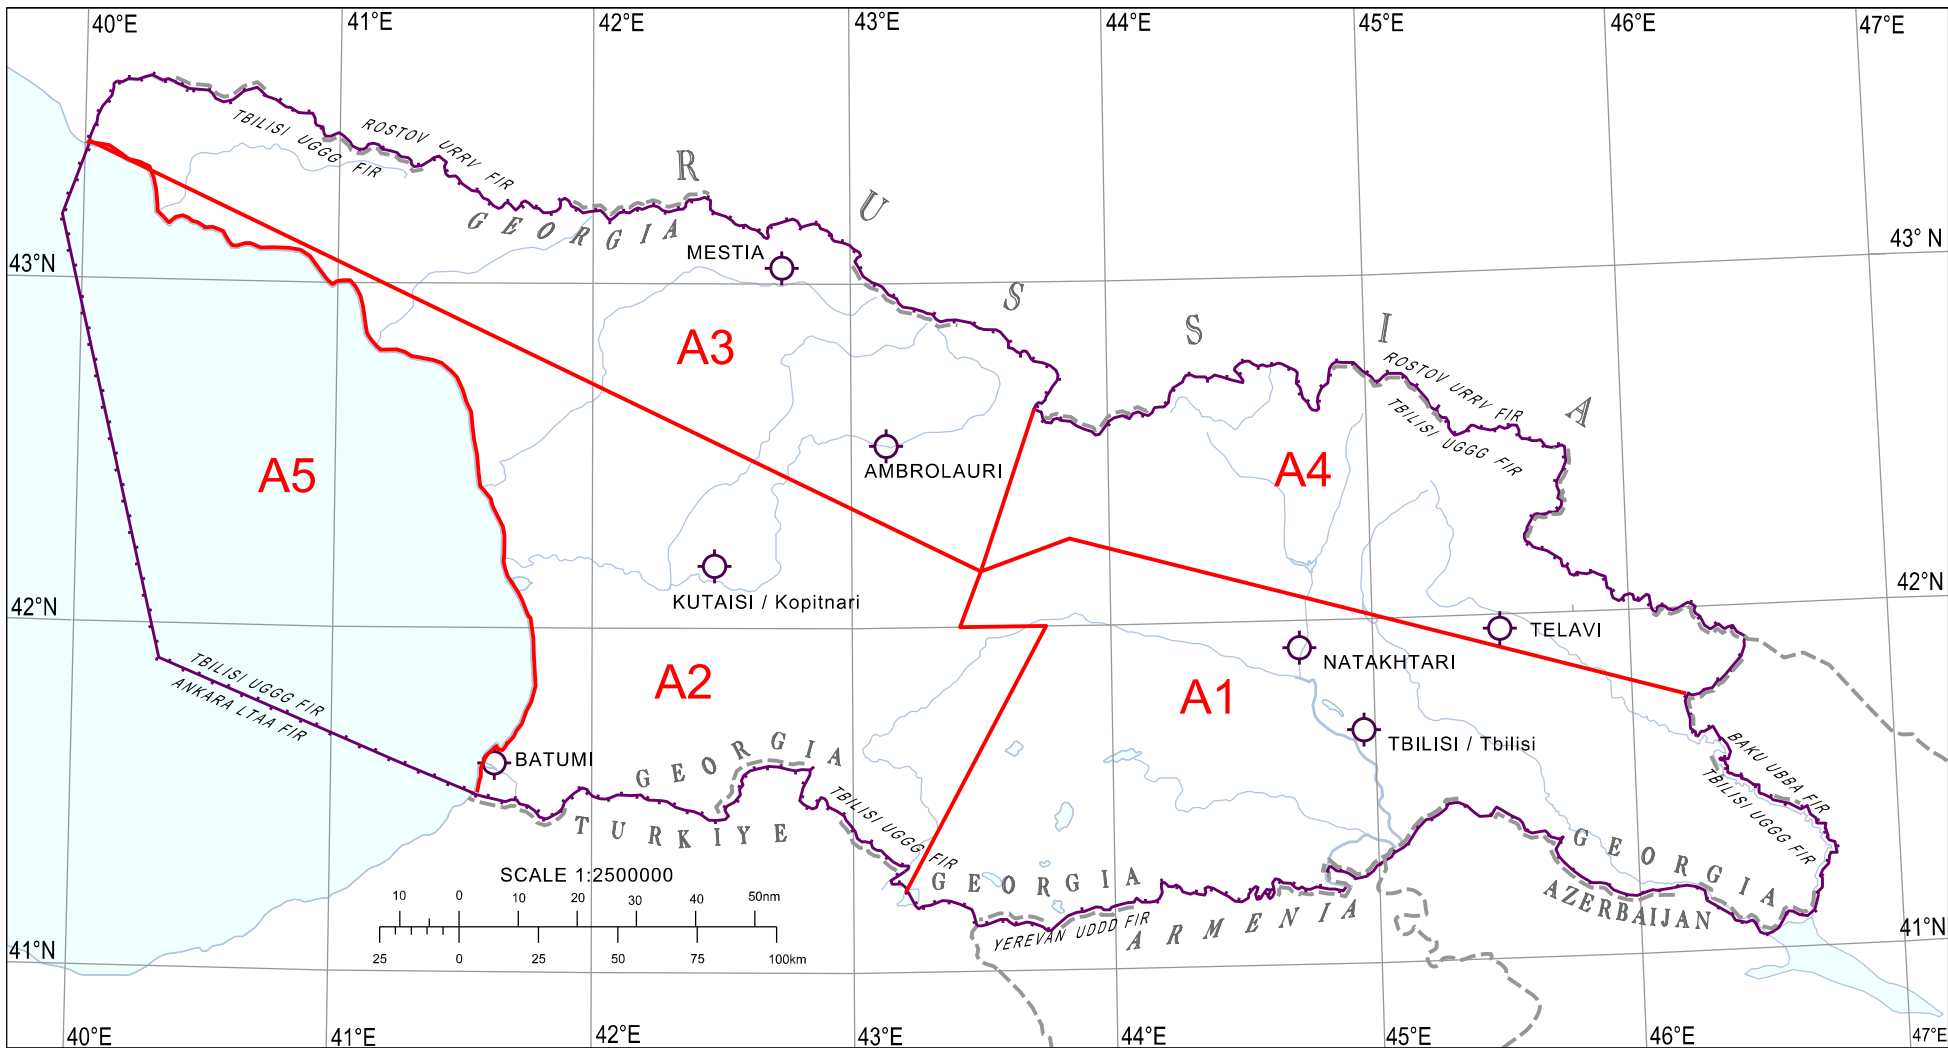 40°E 41°E 42°E 43°E 44°E 45°E 46°E 47°E
ROSTOV URRV FIR
TBILISI UGGG FIR
RUSSIA
GEORGIA
MESTIA
43°N 43° N
A3
ROSTOV URRV FIR
TBILISI UGGG FIR
A5
AMBROLAURI
A4
KUTAISI / Kopitnari
42°N 42°N
TELAVI
NATAKHTARI
TBILISI UGGG FIR
ANKARA LTAA FIR
A2
A1
BATUMI
TBILISI / Tbilisi
GEORGIA
TURKIYE
TBILISI UGGG FIR
BAKU UBBA FIR
TBILISI UGGG FIR
SCALE 1:2500000
10 0 10 20 30 40 50nm
25 0 25 50 75 100km
GEORGIA
YEREVAN UDDD FIR
ARMENIA
GEORGIA
AZERBAIJAN
41°N 41°N
40°E 41°E 42°E 43°E 44°E 45°E 46°E 47°E